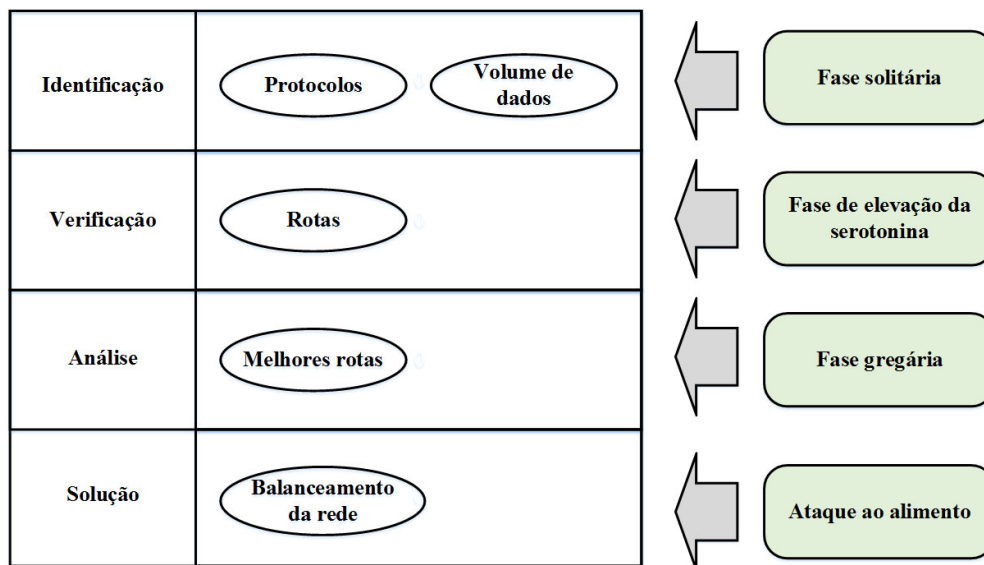 Identificação
Protocolos
Volume de
dados
Fase solitária
Verificação
Rotas
Fase de elevação da
serotonina
Análise
Melhores rotas
Fase gregária
Solução
Balanceamento
da rede
Ataque ao alimento